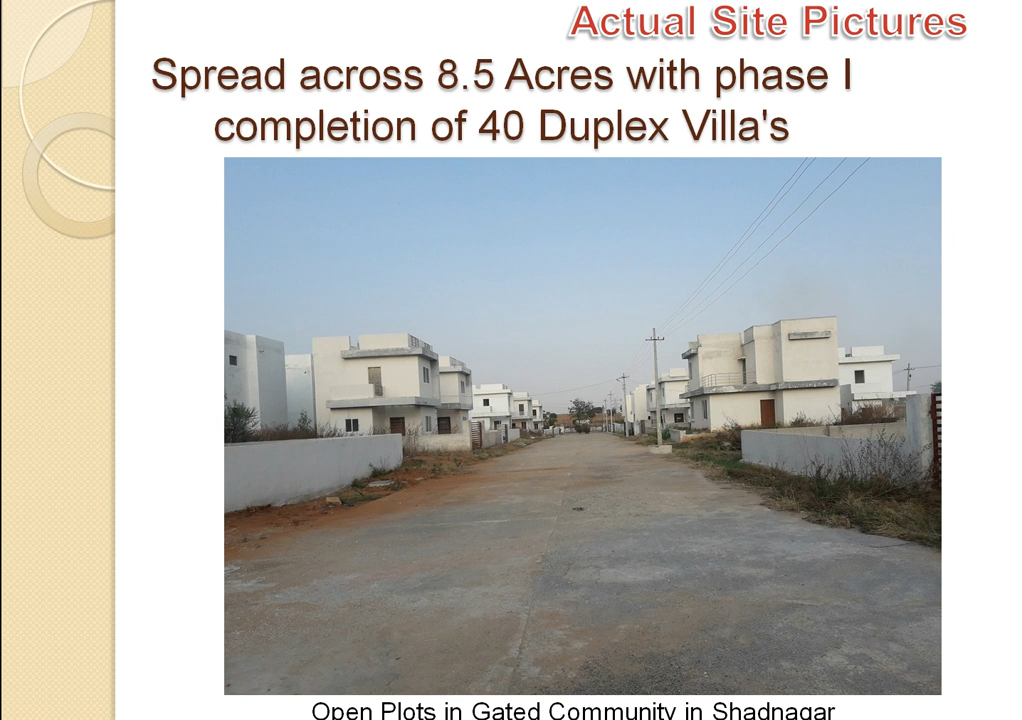 Actual Site Pictures
Spread across 8.5 Acres with phase I
completion of 40 Duplex Villa's
Open Plots in Gated Community in Shadnagar